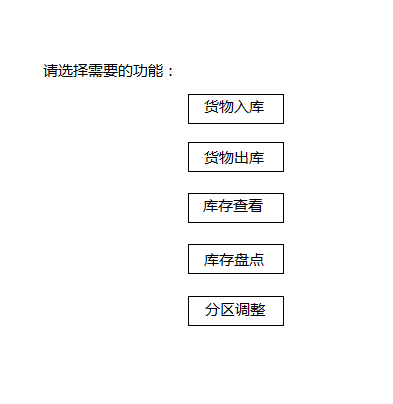 请选择需要的功能：
货物入库
货物出库
库存查看
库存盘点
分区调整